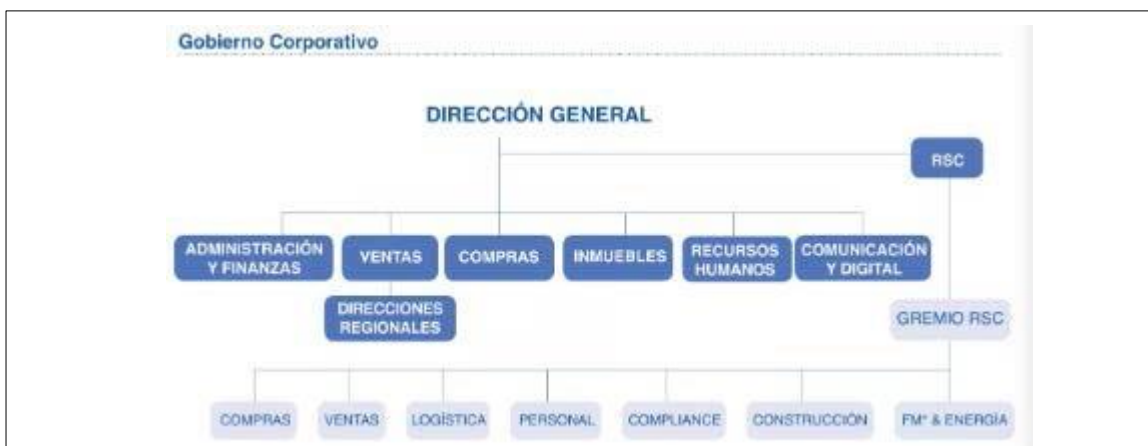 Gobierno Corporativo
DIRECCIÓN GENERAL
RSC
ADMINISTRACIÓN
Y FINANZAS
VENTAS
COMPRAS
INMUEBLES
RECURSOS
HUMANOS
COMUNICACIÓN
Y DIGITAL
DIRECCIONES
REGIONALES
GREMIO RSC
COMPRAS
VENTAS
LOGÍSTICA
PERSONAL
COMPLIANCE
CONSTRUCCIÓN
FM* & ENERGÍA